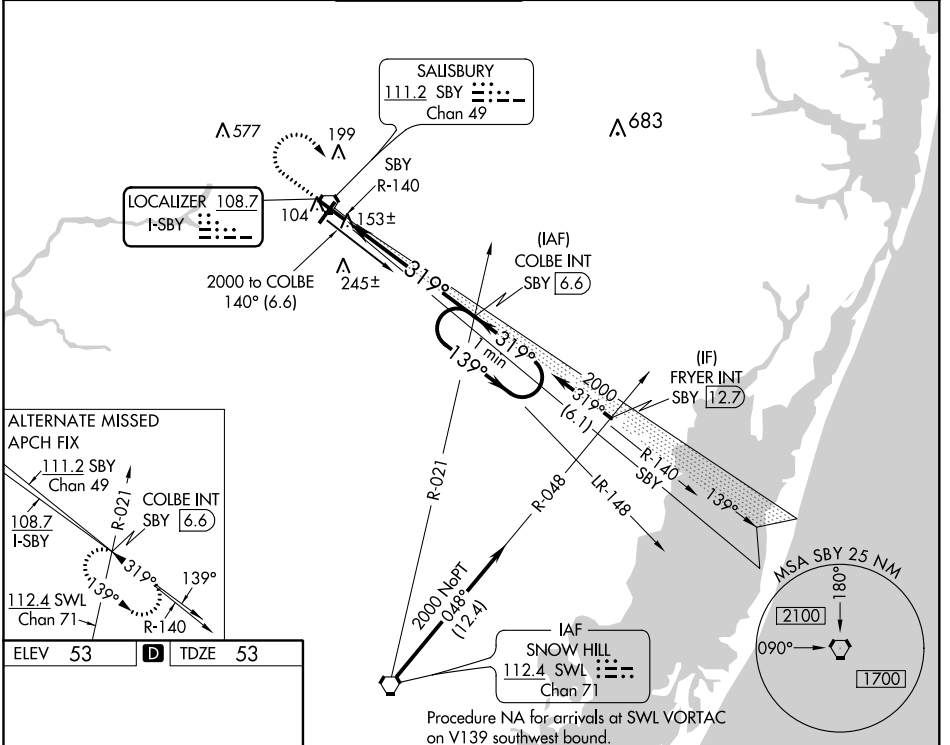 SALISBURY
111.2 SBY
Chan 49
577
199
683
SBY
R-140
LOCALIZER 108.7
I-SBY
104
153±
245±
2000 to COLBE
140° (6.6)
319°
(IAF)
COLBE INT
SBY 6.6
1 min
319°
139°
2000
319°
(6.1)
(IF)
FRYER INT
SBY 12.7
R-140
SBY
139°
R-021
R-048
LR-148
2000 NoPT
048°
(12.4)
ALTERNATE MISSED
APCH FIX
111.2 SBY
Chan 49
R-021
COLBE INT
SBY 6.6
108.7
I-SBY
319°
139°
139°
112.4 SWL
Chan 71
R-140
MSA SBY 25 NM
180°
2100
090°
1700
IAF
SNOW HILL
112.4 SWL
Chan 71
Procedure NA for arrivals at SWL VORTAC
on V139 southwest bound.
ELEV 53 D TDZE 53